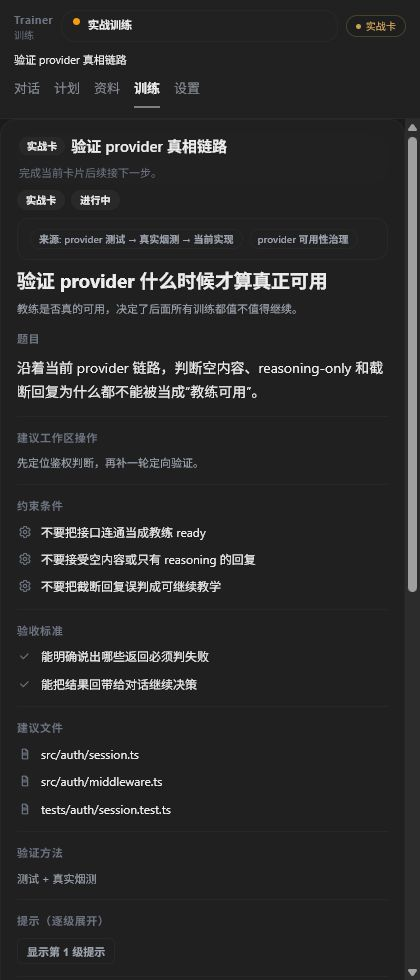 Trainer
训练
实战训练
实战卡
验证 provider 真相链路
对话 计划 资料 训练 设置
实战卡 验证 provider 真相链路
完成当前卡片后续接下一步。
实战卡 进行中
来源: provider 测试 → 真实烟测 → 当前实现 provider 可用性治理
验证 provider 什么时候才算真正可用
教练是否真的可用，决定了后面所有训练都值不值得继续。
题目
沿着当前 provider 链路，判断空内容、reasoning-only 和截
断回复为什么都不能被当成“教练可用”。
建议工作区操作
先定位鉴权判断，再补一轮定向验证。
约束条件
不要把接口连通当成教练 ready
不要接受空内容或只有 reasoning 的回复
不要把截断回复误判成可继续教学
验收标准
能明确说出哪些返回必须判失败
能把结果回带给对话继续决策
建议文件
src/auth/session.ts
src/auth/middleware.ts
tests/auth/session.test.ts
验证方法
测试 + 真实烟测
提示（逐级展开）
显示第 1 级提示